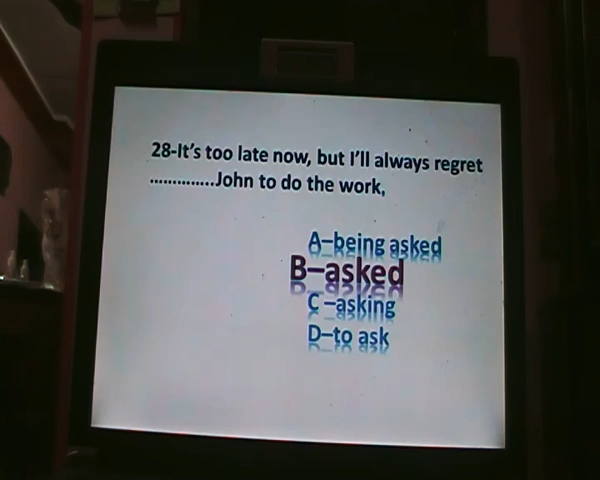 28-It's too late now, but I'll always regret
..............John to do the work,
A–being asked
B–asked
C –asking
D–to ask